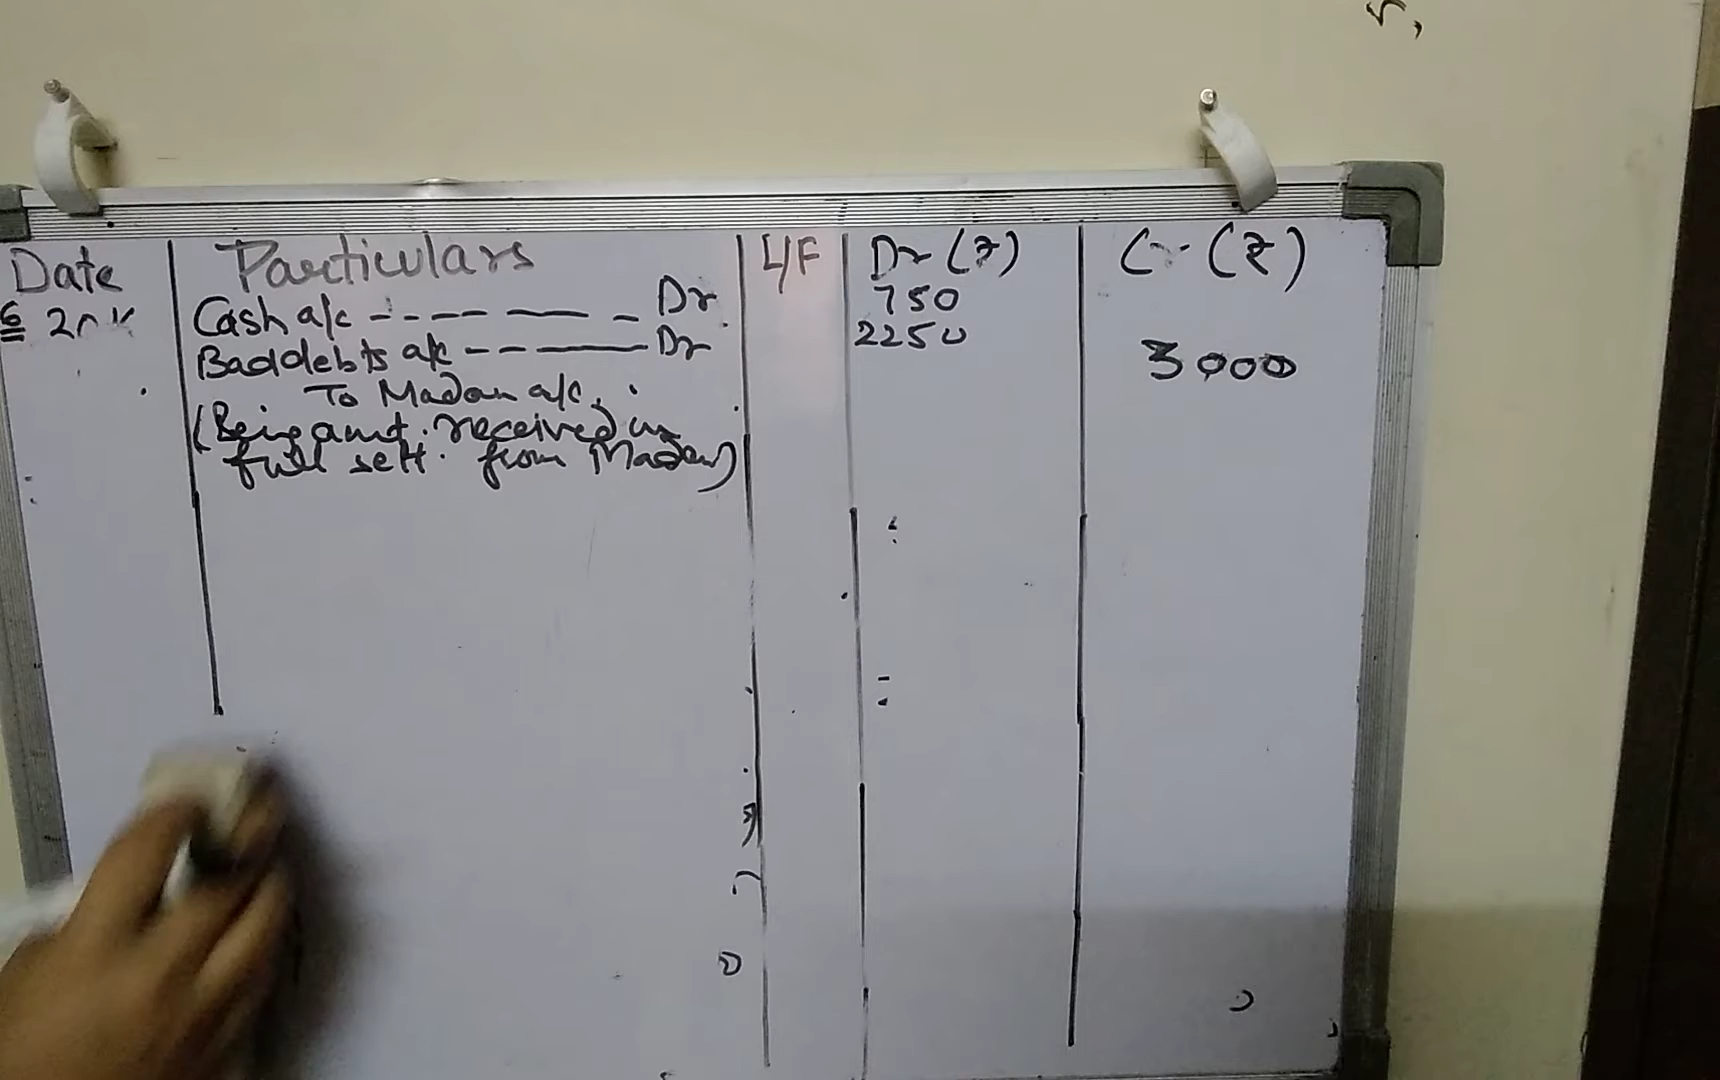 Date Particulars L/F Dr (₹) Cr (₹)
Cash a/c Dr 750
Baddebts a/c Dr 2250
To Madan a/c. 3000
(Being amt. received in
full sett. from Madan)